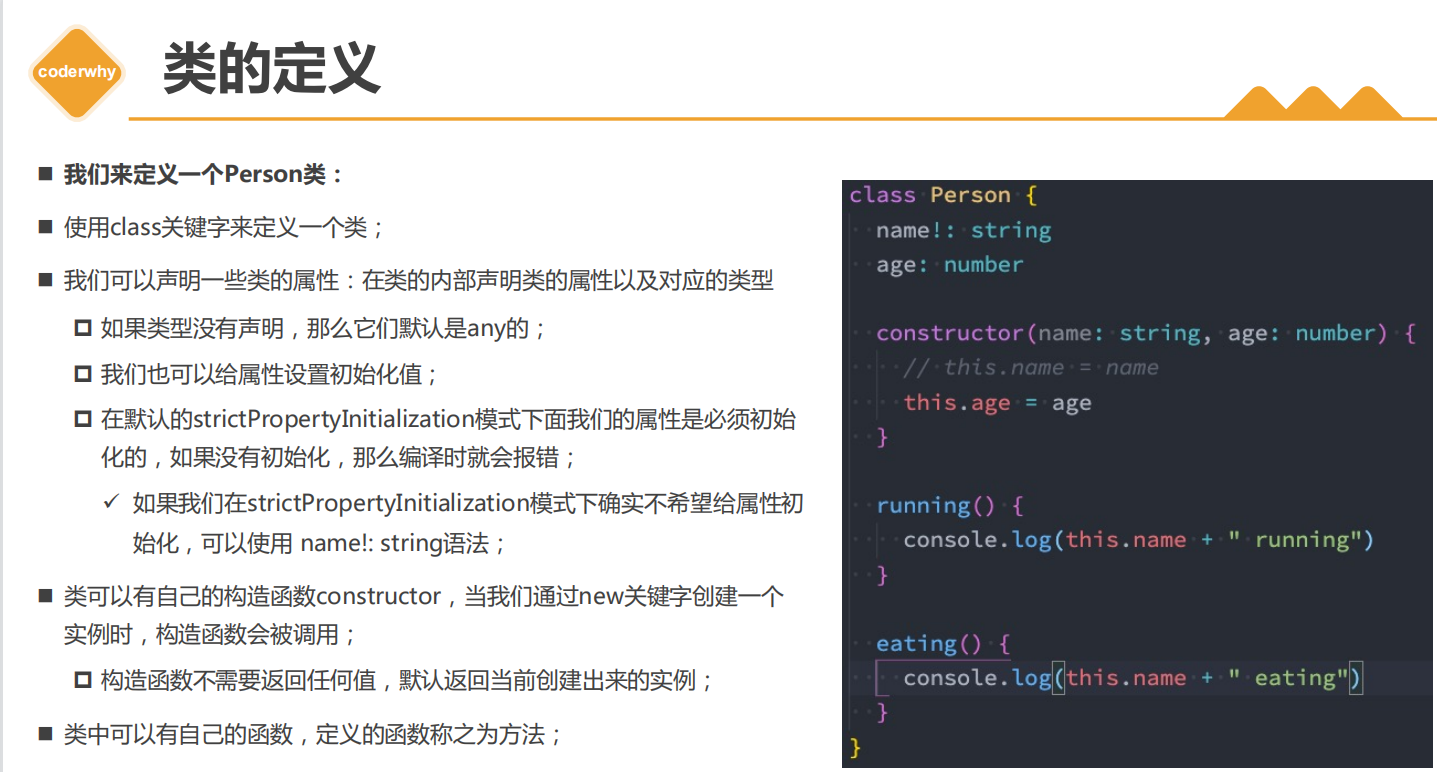 coderwhy
类的定义
我们来定义一个Person类：
使用class关键字来定义一个类；
我们可以声明一些类的属性：在类的内部声明类的属性以及对应的类型
如果类型没有声明，那么它们默认是any的；
我们也可以给属性设置初始化值；
在默认的strictPropertyInitialization模式下面我们的属性是必须初始
化的，如果没有初始化，那么编译时就会报错；
如果我们在strictPropertyInitialization模式下确实不希望给属性初
始化，可以使用 name!: string语法；
类可以有自己的构造函数constructor，当我们通过new关键字创建一个
实例时，构造函数会被调用；
构造函数不需要返回任何值，默认返回当前创建出来的实例；
类中可以有自己的函数，定义的函数称之为方法；
class Person {
  name!: string
  age: number

  constructor(name: string, age: number) {
    // this.name = name
    this.age = age
  }

  running() {
    console.log(this.name + " running")
  }

  eating() {
    console.log(this.name + " eating")
  }
}